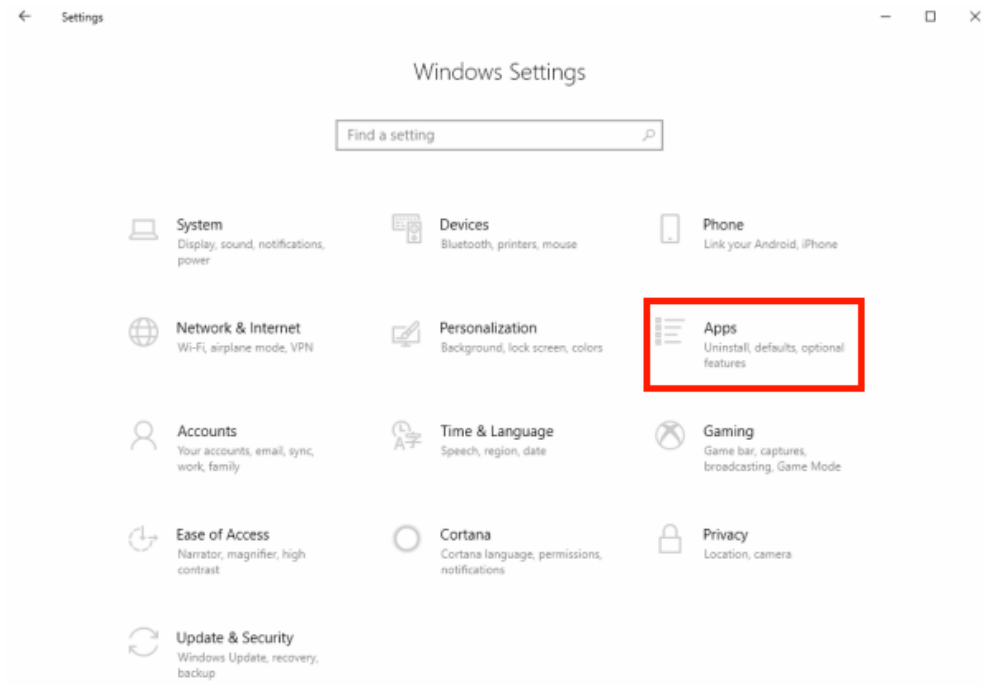 Settings
Windows Settings
Find a setting
System
Display, sound, notifications,
power
Devices
Bluetooth, printers, mouse
Phone
Link your Android, iPhone
Network & Internet
Wi-Fi, airplane mode, VPN
Personalization
Background, lock screen, colors
Apps
Uninstall, defaults, optional
features
Accounts
Your accounts, email, sync,
work, family
Time & Language
Speech, region, date
Gaming
Game bar, captures,
broadcasting, Game Mode
Ease of Access
Narrator, magnifier, high
contrast
Cortana
Cortana language, permissions,
notifications
Privacy
Location, camera
Update & Security
Windows Update, recovery,
backup